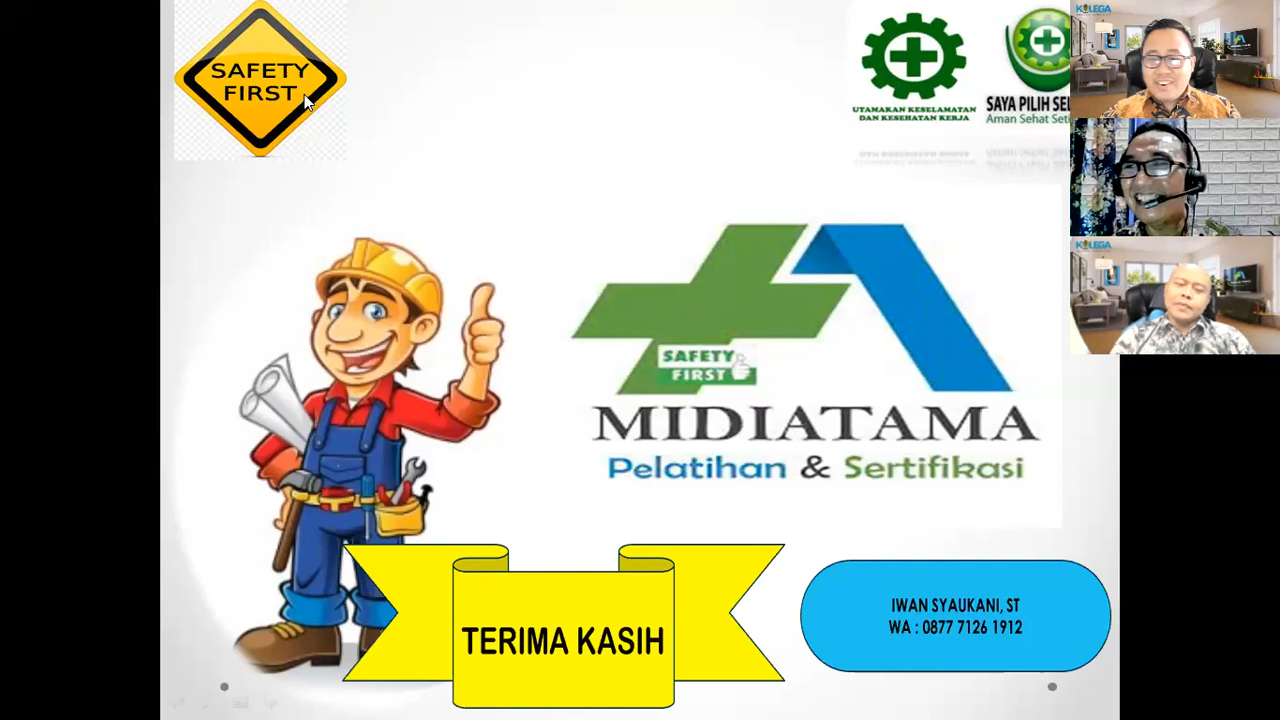 SAFETY
FIRST
UTAMAKAN KESELAMATAN
DAN KESEHATAN KERJA
SAYA PILIH SEL
Aman Sehat Set
KOLEGA
KOLEGA
SAFETY
FIRST
MIDIATAMA
Pelatihan & Sertifikasi
TERIMA KASIH
IWAN SYAUKANI, ST
WA : 0877 7126 1912